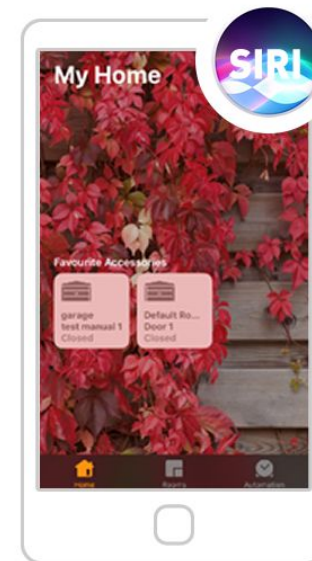 SIRI
My Home
Favourite Accessories
garage
test manual 1
Closed
Default Ro...
Door 1
Closed
Home
Rooms
Automation